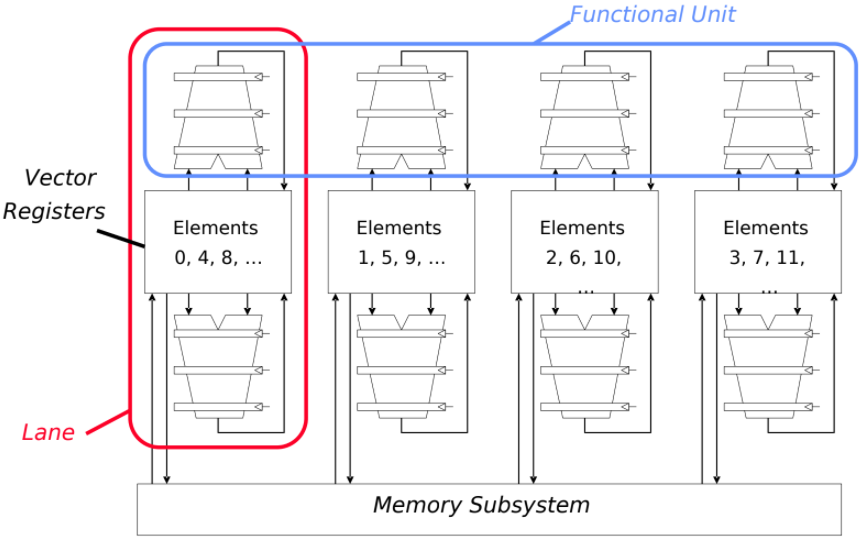 Functional Unit
Vector
Registers
Elements
0, 4, 8, ...
Elements
1, 5, 9, ...
Elements
2, 6, 10,
...
Elements
3, 7, 11,
...
Lane
Memory Subsystem